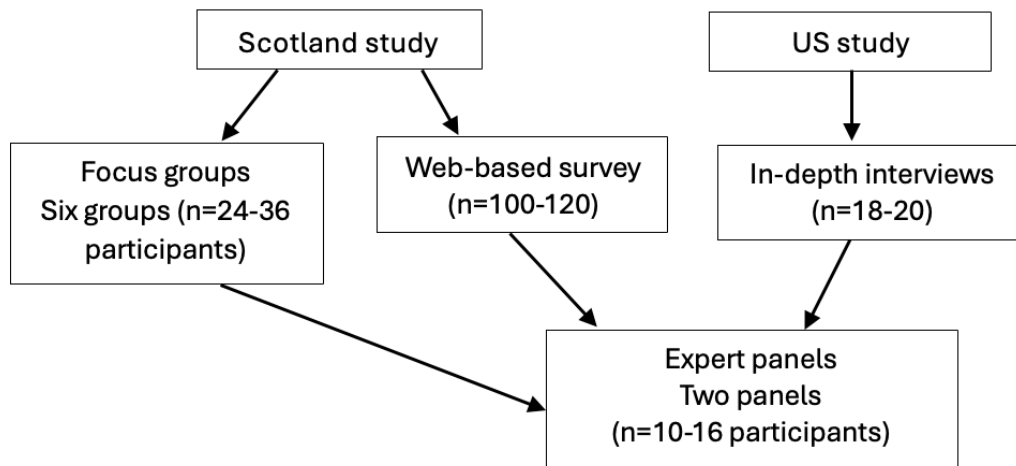 Scotland study
US study
Focus groups
Six groups (n=24-36
participants)
Web-based survey
(n=100-120)
In-depth interviews
(n=18-20)
Expert panels
Two panels
(n=10-16 participants)